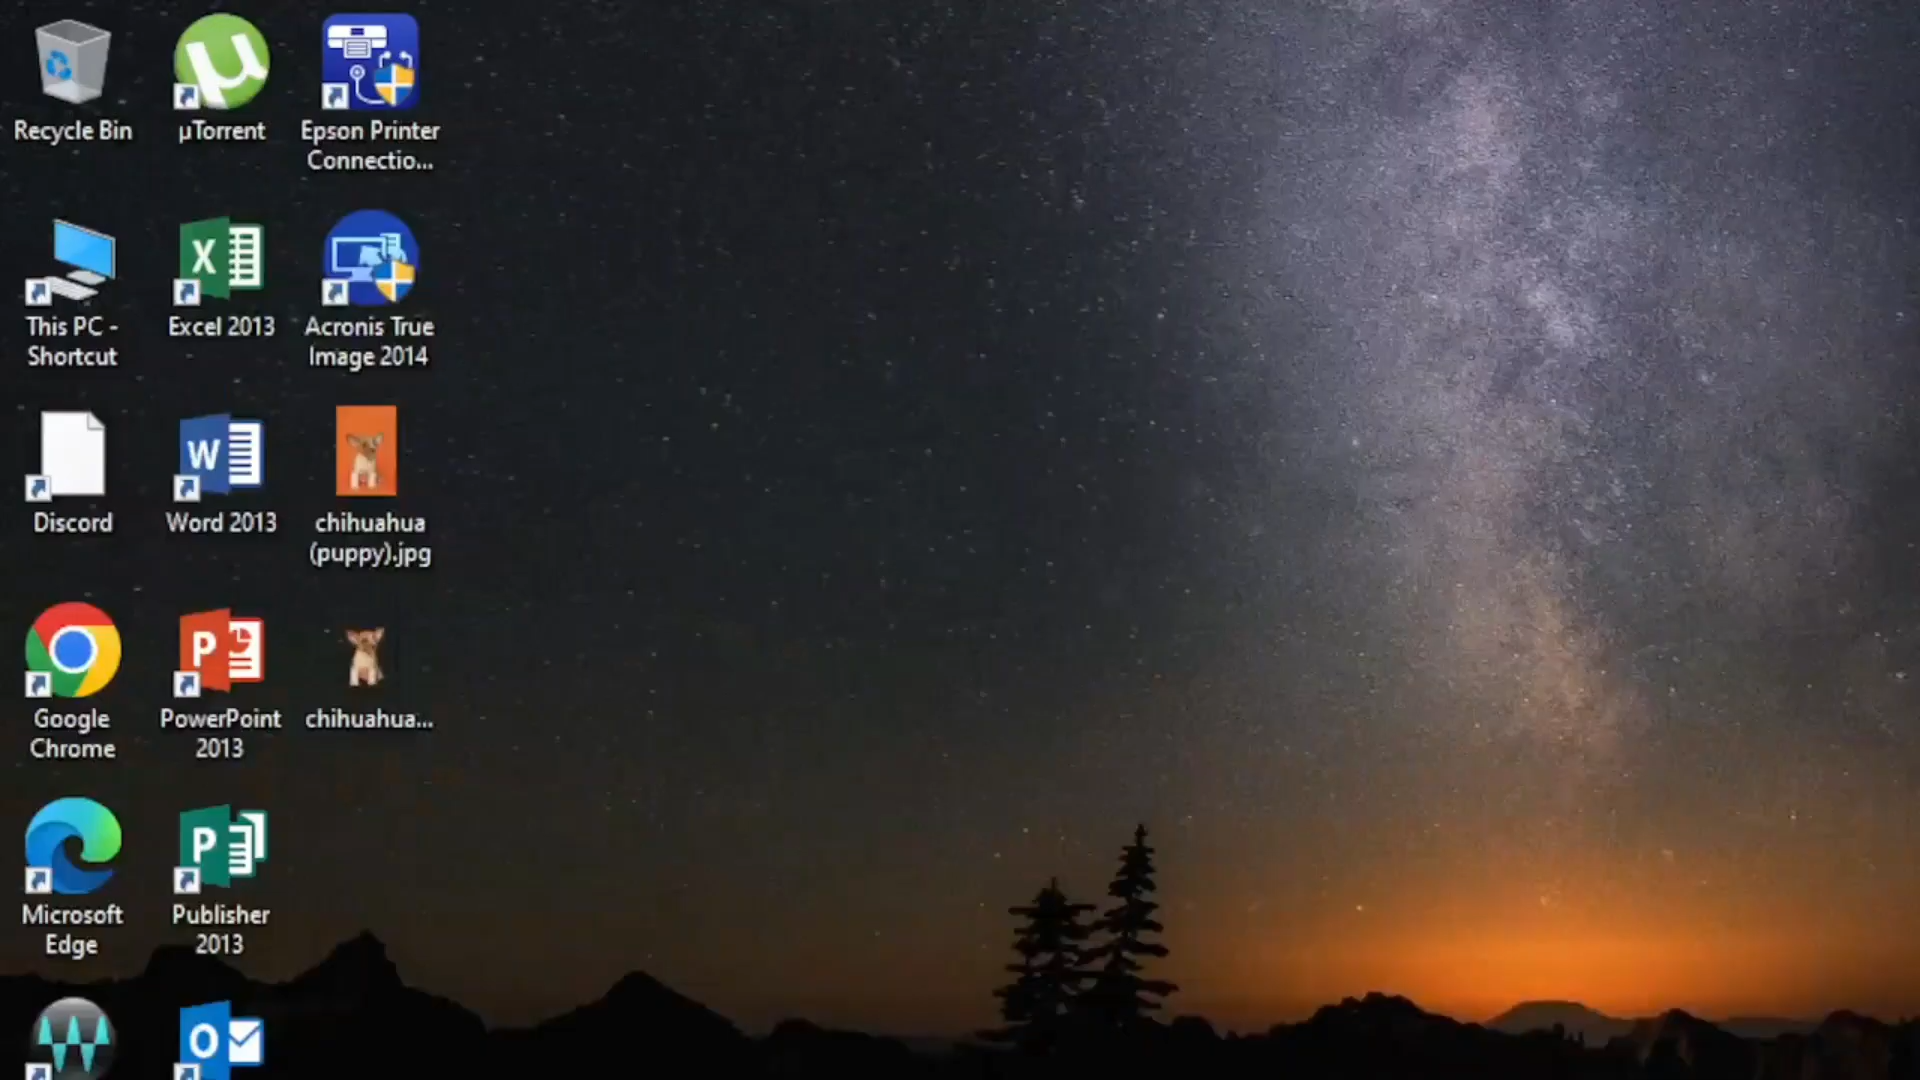 Recycle Bin
µTorrent
Epson Printer
Connectio...
This PC -
Shortcut
X
Excel 2013
Acronis True
Image 2014
Discord
W
Word 2013
chihuahua
(puppy).jpg
Google
Chrome
P
PowerPoint
2013
chihuahua...
Microsoft
Edge
P
Publisher
2013
O